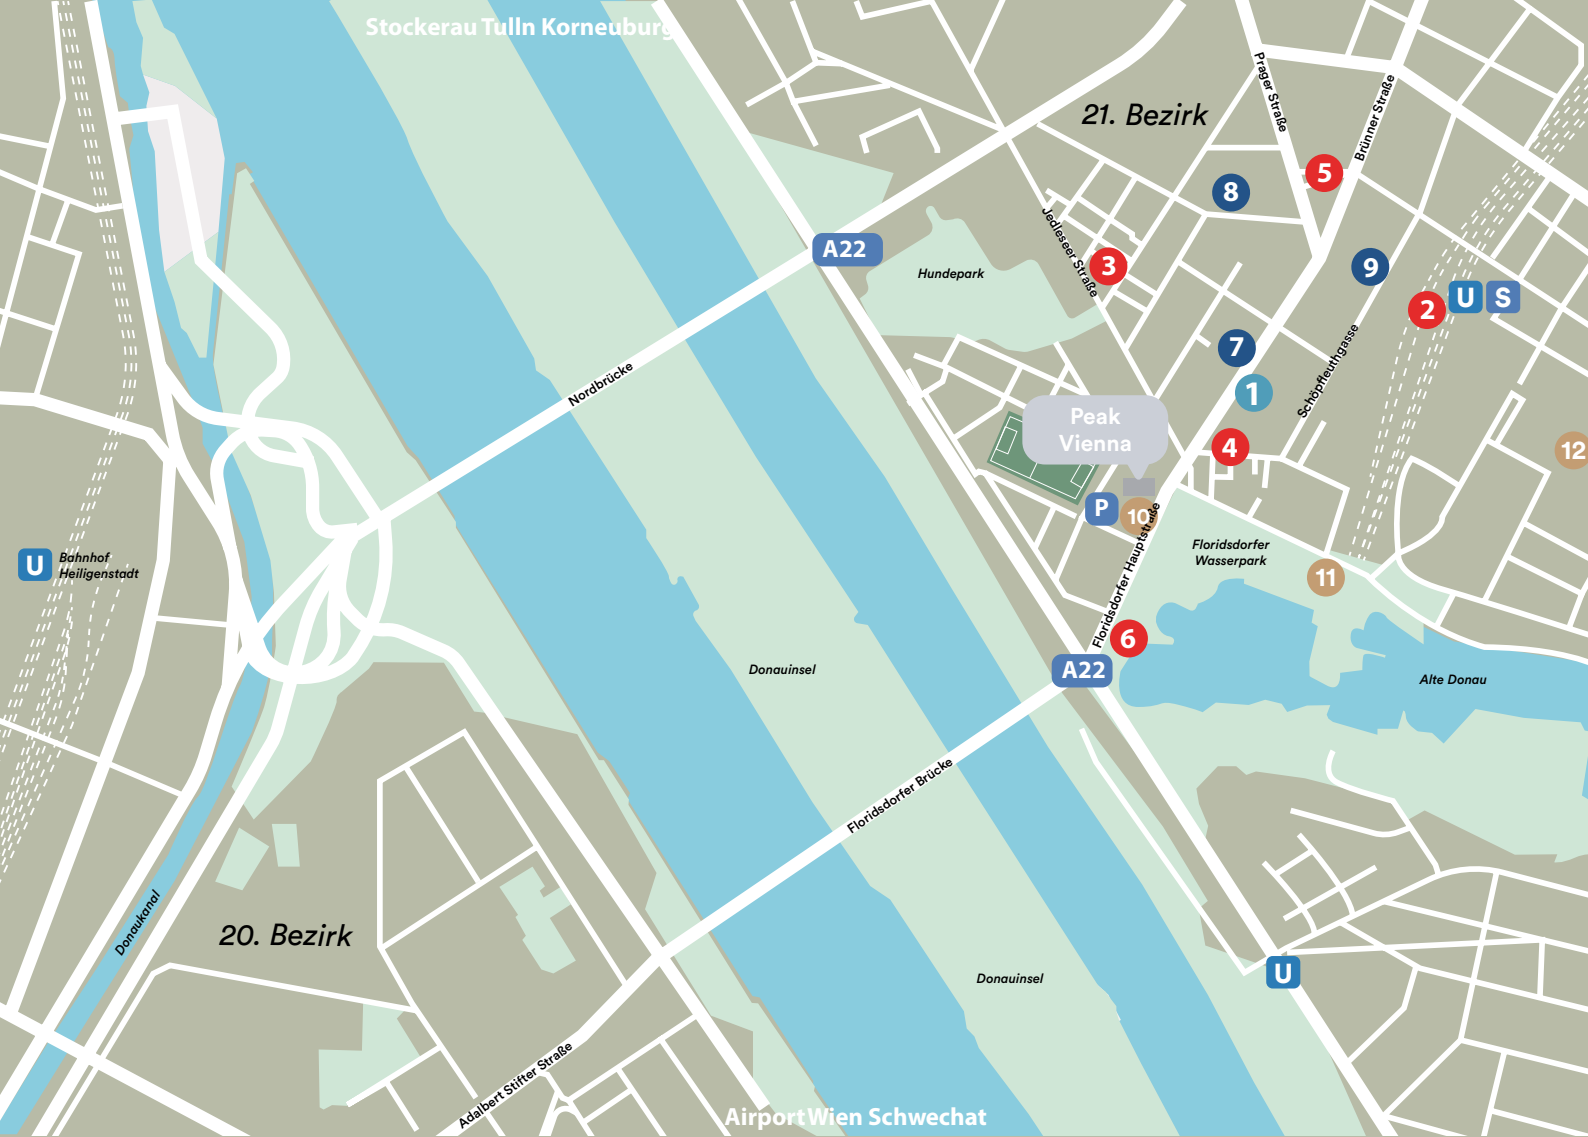 Stockerau Tulln Korneuburg
21. Bezirk
Prager Straße
Brünner Straße
5
8
Jedleseer Straße
3
A22
Hundepark
9
2
U
S
7
Schöpfleuthgasse
1
Nordbrücke
Peak
Vienna
4
12
P
10
Floridsdorfer Hauptstraße
Floridsdorfer
Wasserpark
11
U
Bahnhof
Heiligenstadt
6
A22
Donauinsel
Alte Donau
Floridsdorfer Brücke
Donaukanal
20. Bezirk
U
Donauinsel
Adalbert Stifter Straße
Airport Wien Schwechat